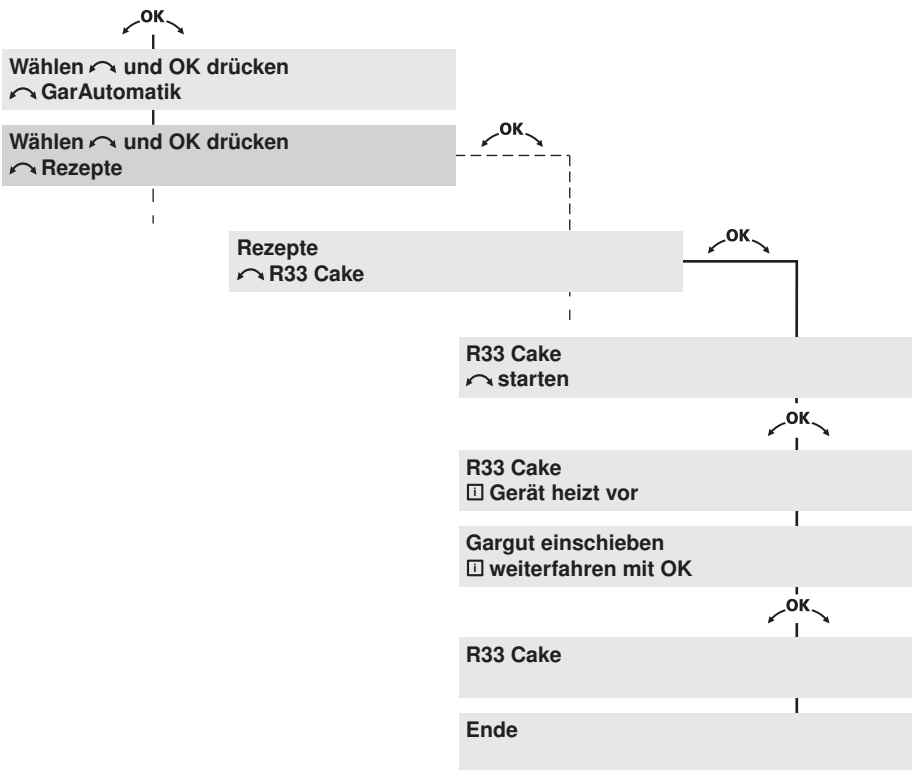 OK
Wählen und OK drücken
GarAutomatik
Wählen und OK drücken
Rezepte
OK
Rezepte
R33 Cake
OK
R33 Cake
starten
OK
R33 Cake
i Gerät heizt vor
Gargut einschieben
i weiterfahren mit OK
OK
R33 Cake
Ende